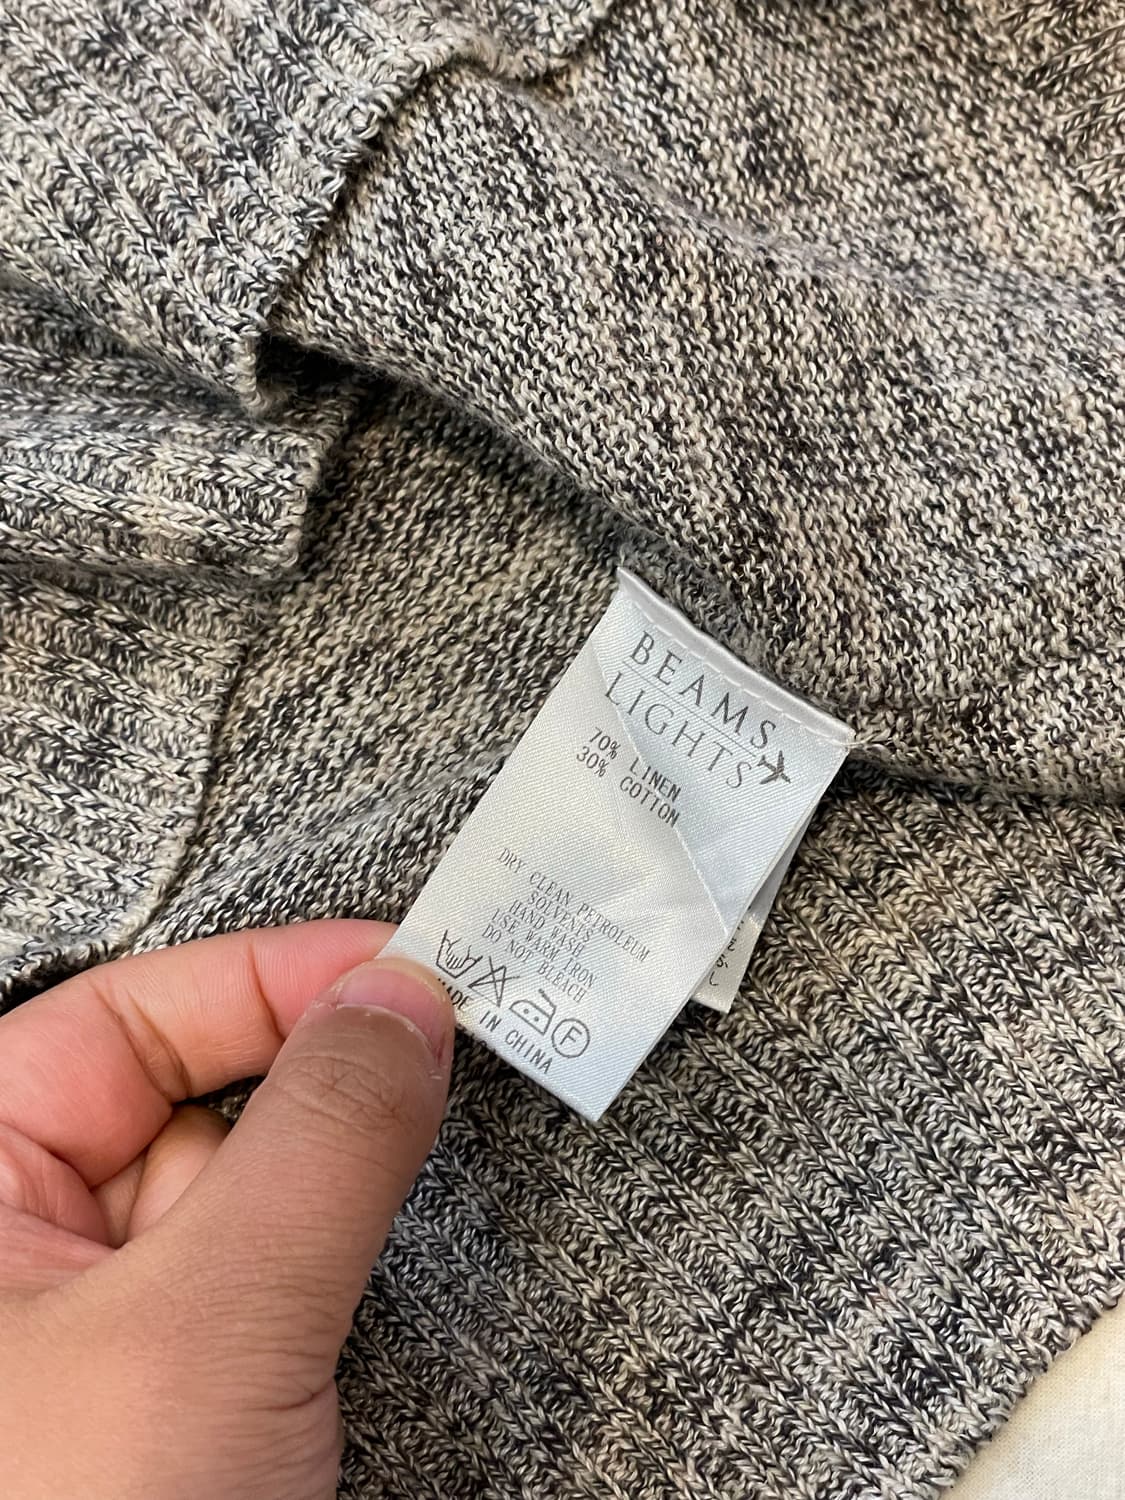 BEAMS
LIGHTS
70% LINEN
30% COTTON
DRY CLEAN PETROLEUM
SOLVENTS
HAND WASH
USE WARM IRON
DO NOT BLEACH
F
MADE IN CHINA